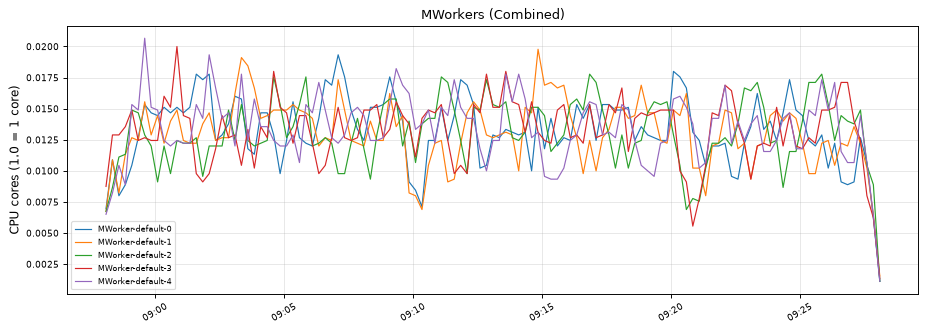 MWorkers (Combined)
CPU cores (1.0 = 1 core)
0.0200
0.0175
0.0150
0.0125
0.0100
0.0075
0.0050
0.0025
MWorker-default-0
MWorker-default-1
MWorker-default-2
MWorker-default-3
MWorker-default-4
09:00
09:05
09:10
09:15
09:20
09:25